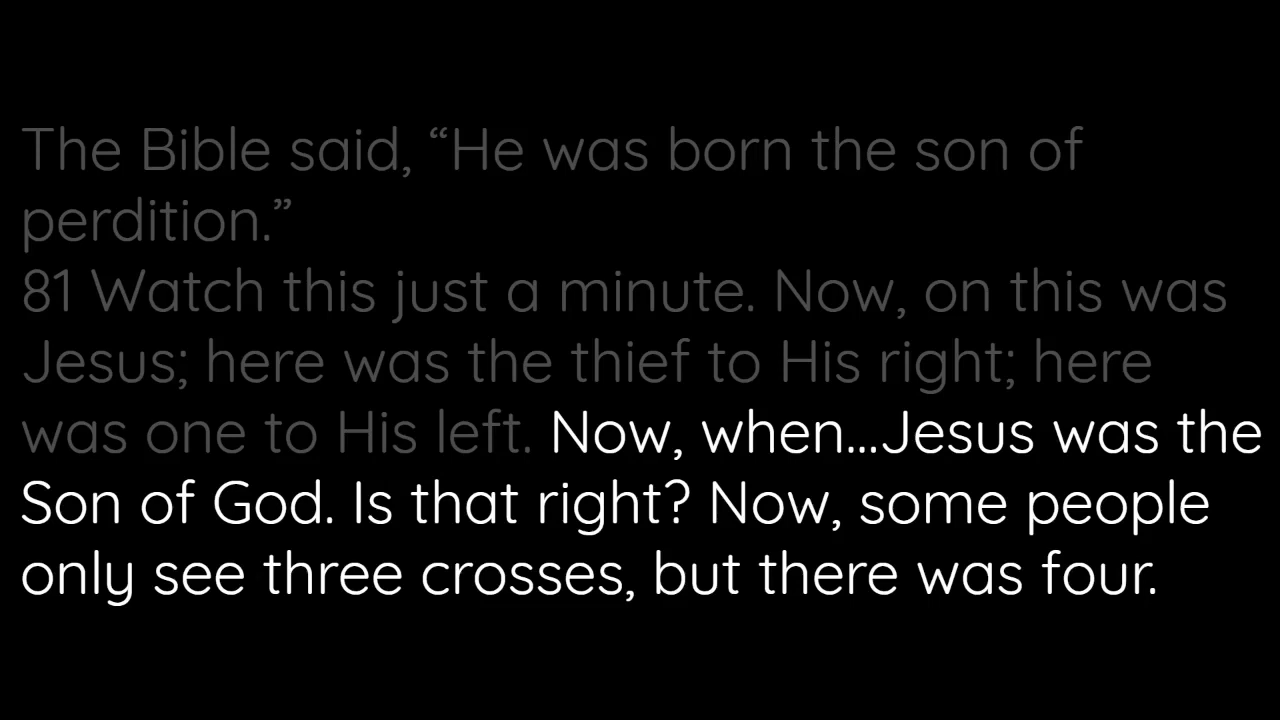 The Bible said, “He was born the son of
perdition.”
81 Watch this just a minute. Now, on this was
Jesus; here was the thief to His right; here
was one to His left. Now, when...Jesus was the
Son of God. Is that right? Now, some people
only see three crosses, but there was four.